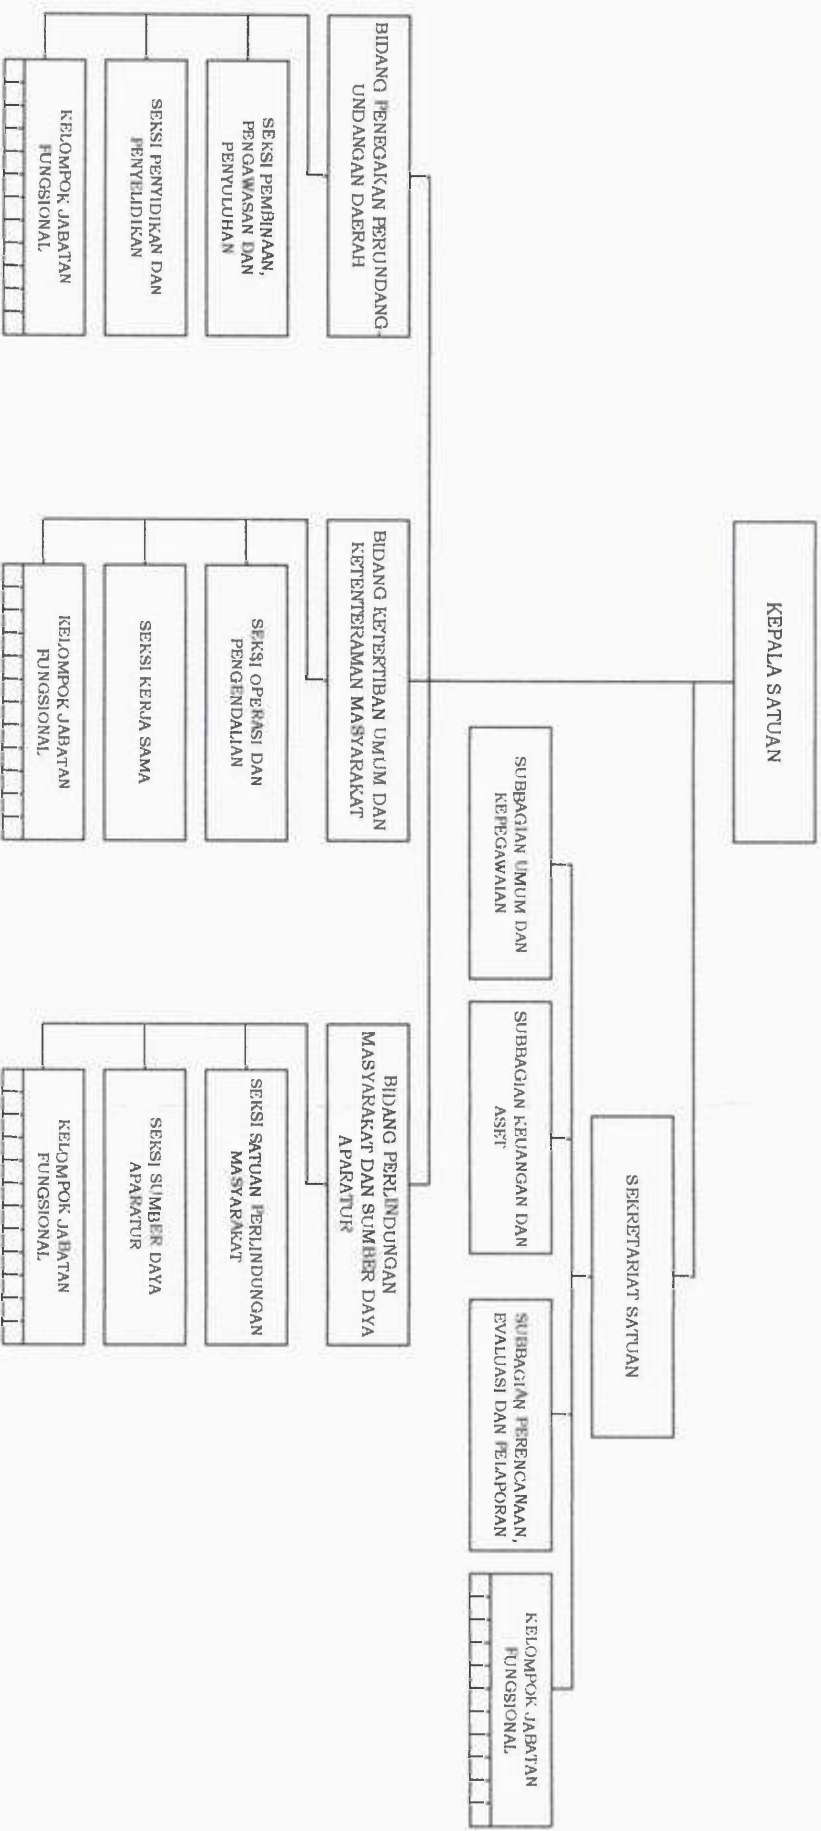 KEPALA SATUAN
SEKRETARIAT SATUAN
SUBBAGIAN UMUM DAN
KEPEGAWAIAN
SUBBAGIAN KEUANGAN DAN
ASET
SUBBAGIAN PERENCANAAN,
EVALUASI DAN PELAPORAN
KELOMPOK JABATAN
FUNGSIONAL
BIDANG PENEGAKAN PERUNDANG-
UNDANGAN DAERAH
SEKSI PEMBINAAN,
PENGAWASAN DAN
PENYULUHAN
SEKSI PENYIDIKAN DAN
PENYELIDIKAN
KELOMPOK JABATAN
FUNGSIONAL
BIDANG KETERTIBAN UMUM DAN
KETENTERAMAN MASYARAKAT
SEKSI OPERASI DAN
PENGENDALIAN
SEKSI KERJA SAMA
KELOMPOK JABATAN
FUNGSIONAL
BIDANG PERLINDUNGAN
MASYARAKAT DAN SUMBER DAYA
APARATUR
SEKSI SATUAN PERLINDUNGAN
MASYARAKAT
SEKSI SUMBER DAYA
APARATUR
KELOMPOK JABATAN
FUNGSIONAL